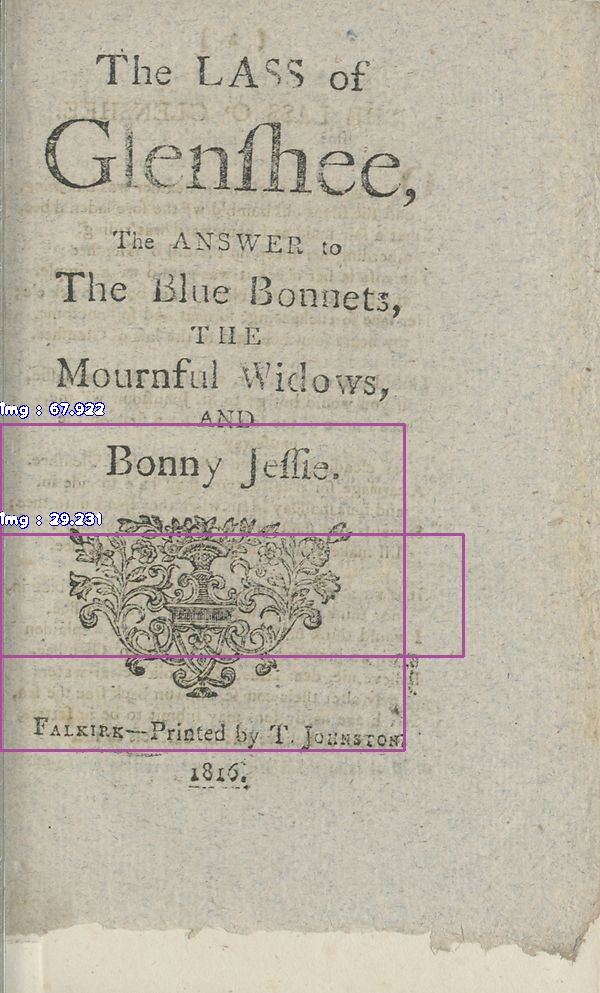 The LASS of
Glenſhee,
The ANSWER to
The Blue Bonnets,
THE
Mournful Widows,
AND
Bonny Jeſſie.
FALKIRK—Printed by T. JOHNSTON.
1816.
img : 67.922
img : 29.231